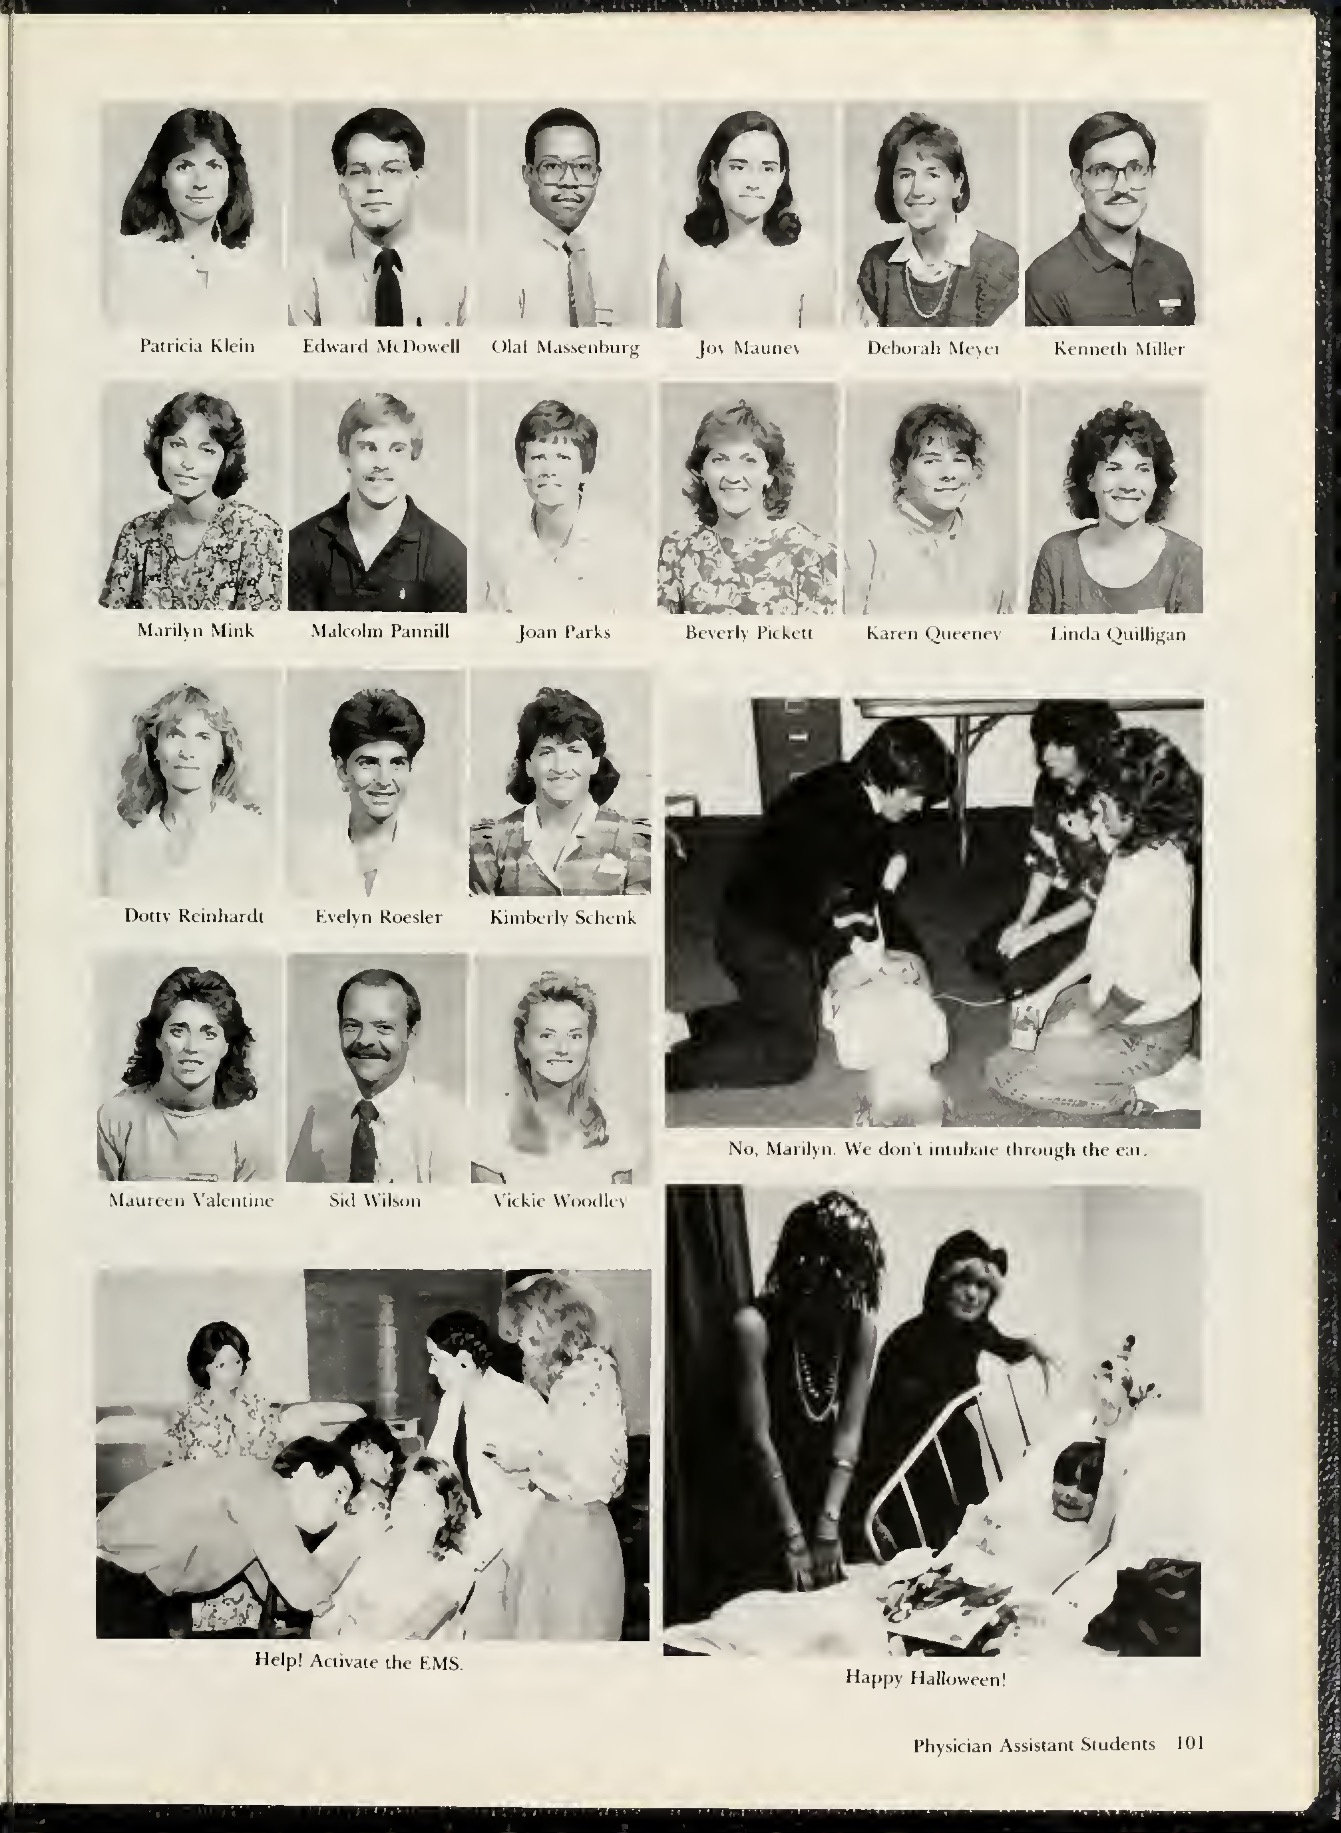 Patricia Klein Edward McDowell Olaf Massenburg Joy Mauney Deborah Meyer Kenneth Miller
Marilyn Mink Malcolm Pannill Joan Parks Beverly Pickett Karen Queeney Linda Quilligan
Dotty Reinhardt Evelyn Roesler Kimberly Schenk
No, Marilyn. We don't intubate through the ear.
Maureen Valentine Sid Wilson Vickie Woodley
Help! Activate the EMS.
Happy Halloween!
Physician Assistant Students 101